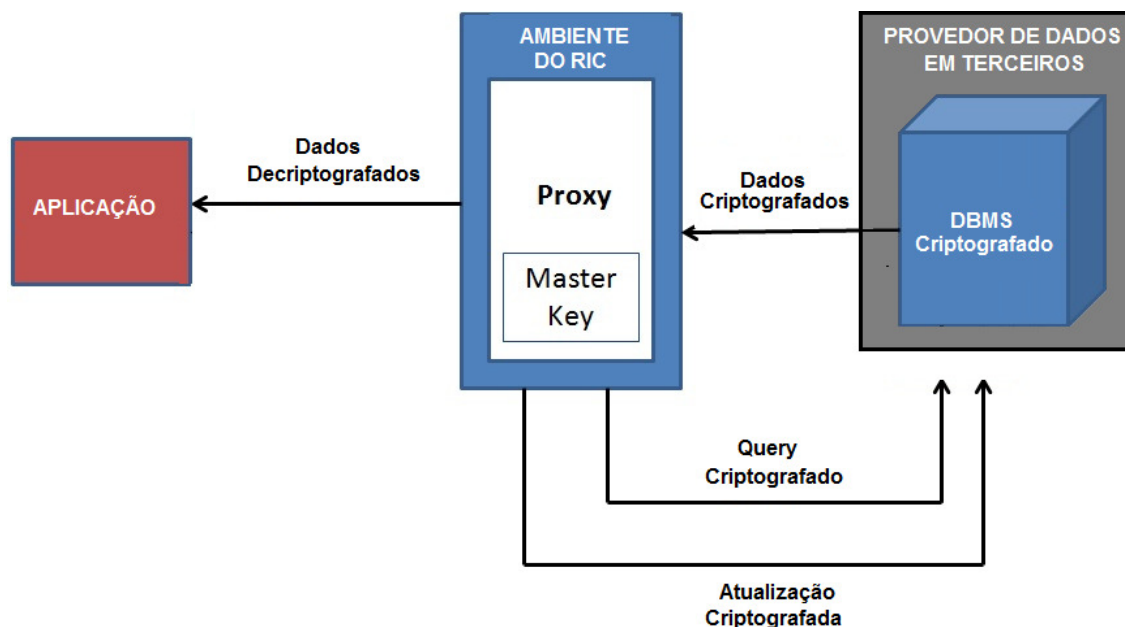 AMBIENTE
DO RIC
PROVEDOR DE DADOS
EM TERCEIROS
Dados
Decriptografados
APLICAÇÃO
Proxy
Master
Key
Dados
Criptografados
DBMS
Criptografado
Query
Criptografado
Atualização
Criptografada